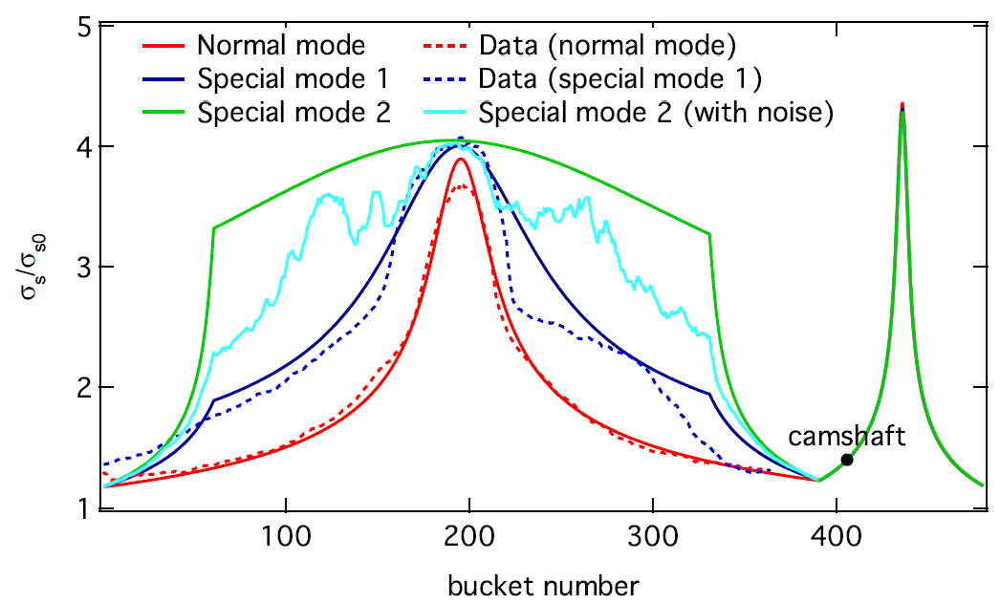 5
Normal mode Data (normal mode)
Special mode 1 Data (special mode 1)
Special mode 2 Special mode 2 (with noise)
4
σs/σs0
3
2
camshaft
1
100 200 300 400
bucket number